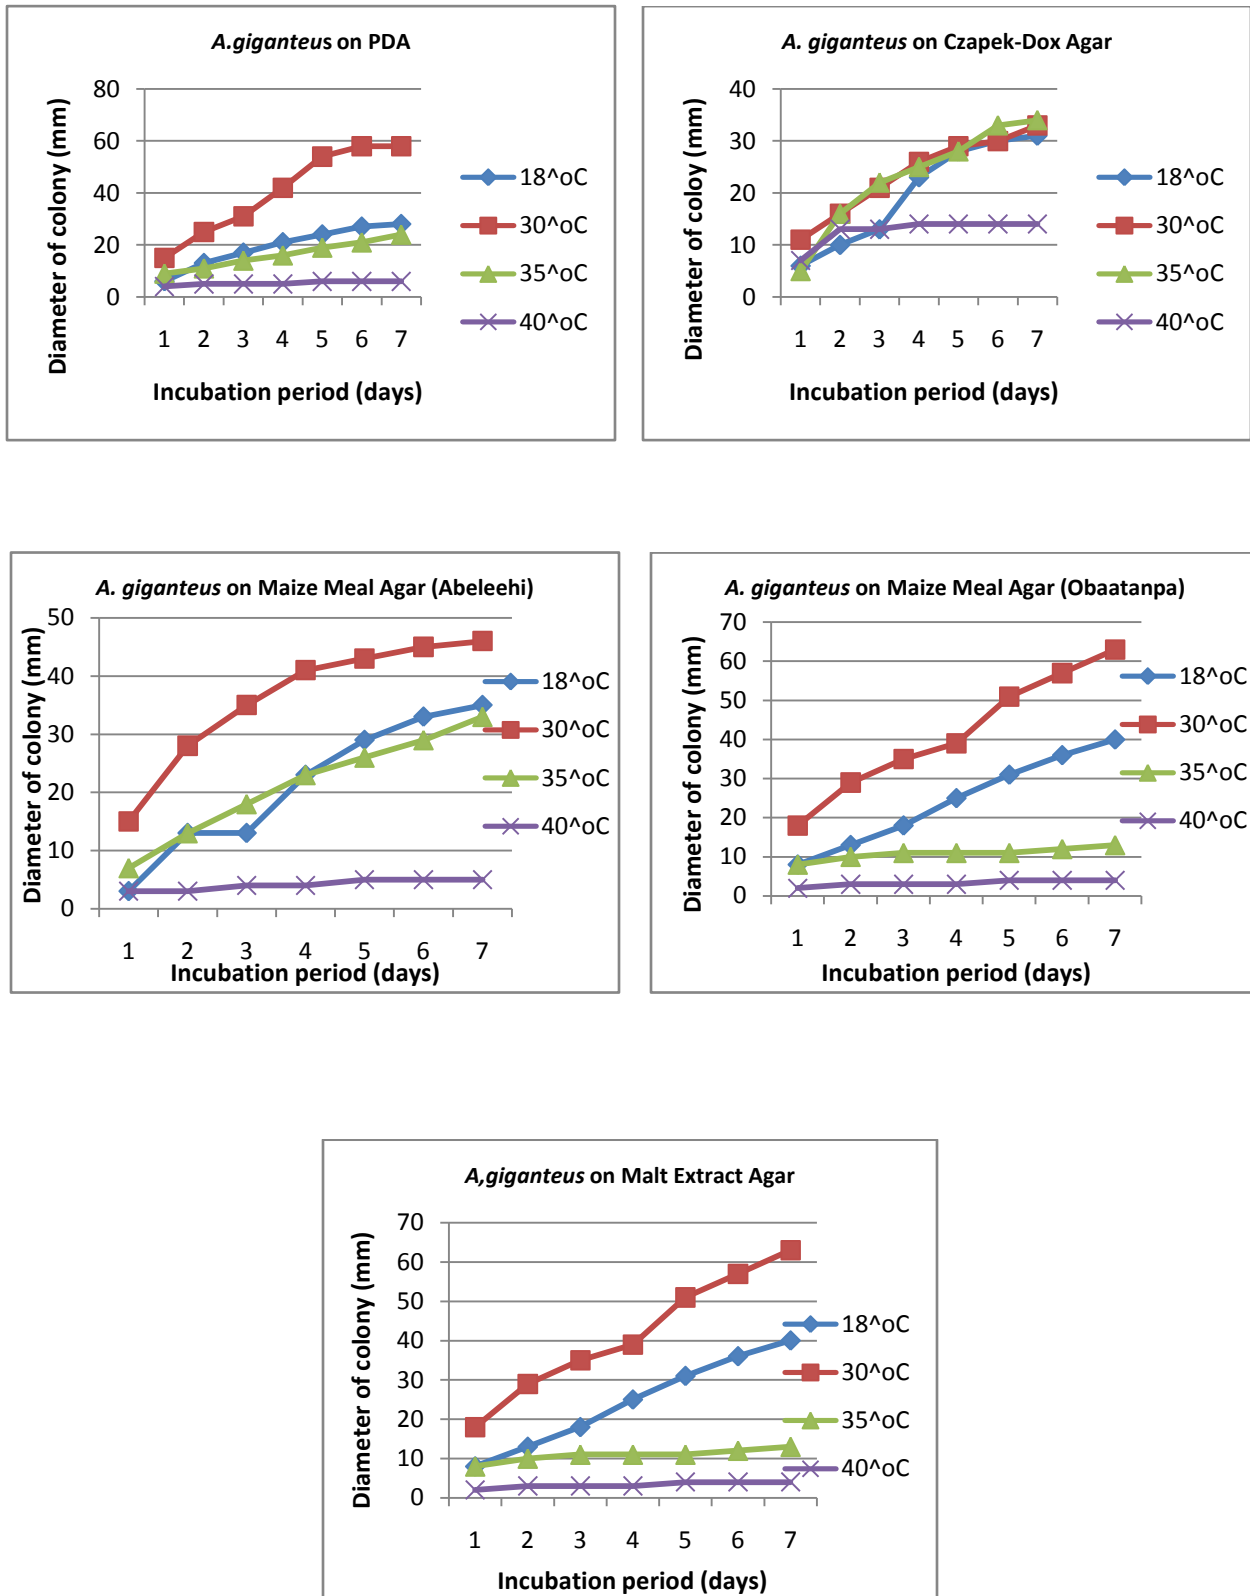 A.giganteus on PDA
Diameter of colony (mm)
80
60
40
20
0
1 2 3 4 5 6 7
Incubation period (days)
18^oC
30^oC
35^oC
40^oC
A. giganteus on Czapek-Dox Agar
Diameter of coloy (mm)
40
30
20
10
0
1 2 3 4 5 6 7
Incubation period (days)
18^oC
30^oC
35^oC
40^oC
A. giganteus on Maize Meal Agar (Abeleehi)
Diameter of colony (mm)
50
40
30
20
10
0
1 2 3 4 5 6 7
Incubation period (days)
18^oC
30^oC
35^oC
40^oC
A. giganteus on Maize Meal Agar (Obaatanpa)
Diameter of colony (mm)
70
60
50
40
30
20
10
0
1 2 3 4 5 6 7
Incubation period (days)
18^oC
30^oC
35^oC
40^oC
A,giganteus on Malt Extract Agar
Diameter of colony (mm)
70
60
50
40
30
20
10
0
1 2 3 4 5 6 7
Incubation period (days)
18^oC
30^oC
35^oC
40^oC